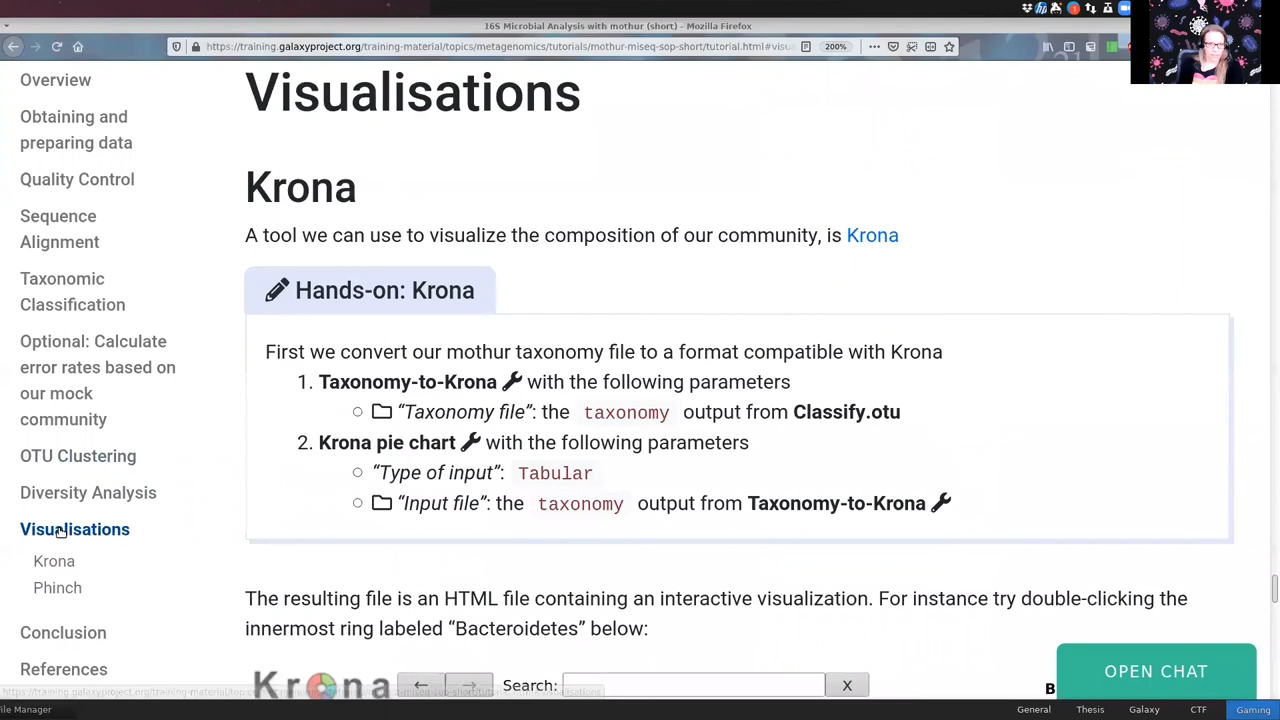 16S Microbial Analysis with mothur (short) - Mozilla Firefox
https://training.galaxyproject.org/training-material/topics/metagenomics/tutorials/mothur-miseq-sop-short/tutorial.html#visu
200%
Overview
Obtaining and
preparing data
Quality Control
Sequence
Alignment
Taxonomic
Classification
Optional: Calculate
error rates based on
our mock
community
OTU Clustering
Diversity Analysis
Visualisations
Krona
Phinch
Conclusion
References
Visualisations
Krona
A tool we can use to visualize the composition of our community, is Krona
Hands-on: Krona
First we convert our mothur taxonomy file to a format compatible with Krona
1. Taxonomy-to-Krona with the following parameters
“Taxonomy file”: the taxonomy output from Classify.otu
2. Krona pie chart with the following parameters
“Type of input”: Tabular
“Input file”: the taxonomy output from Taxonomy-to-Krona
The resulting file is an HTML file containing an interactive visualization. For instance try double-clicking the
innermost ring labeled “Bacteroidetes” below:
Krona ← → Search: X
B
OPEN CHAT
File Manager
General Thesis Galaxy CTF Gaming